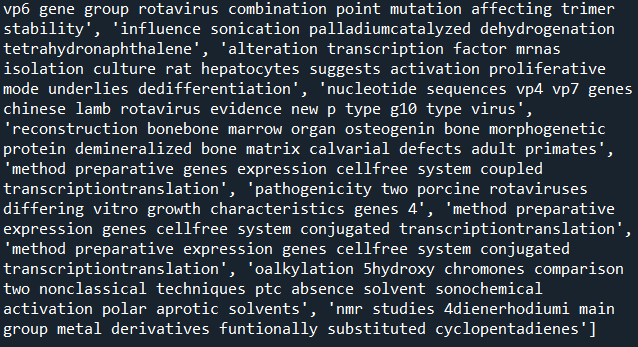 vp6 gene group rotavirus combination point mutation affecting trimer
stability', 'influence sonication palladiumcatalyzed dehydrogenation
tetrahydronaphthalene', 'alteration transcription factor mrnas
isolation culture rat hepatocytes suggests activation proliferative
mode underlies dedifferentiation', 'nucleotide sequences vp4 vp7 genes
chinese lamb rotavirus evidence new p type g10 type virus',
'reconstruction bonebone marrow organ osteogenin bone morphogenetic
protein demineralized bone matrix calvarial defects adult primates',
'method preparative genes expression cellfree system coupled
transcriptiontranslation', 'pathogenicity two porcine rotaviruses
differing vitro growth characteristics genes 4', 'method preparative
expression genes cellfree system conjugated transcriptiontranslation',
'method preparative expression genes cellfree system conjugated
transcriptiontranslation', 'oalkylation 5hydroxy chromones comparison
two nonclassical techniques ptc absence solvent sonochemical
activation polar aprotic solvents', 'nmr studies 4dienerhodiumi main
group metal derivatives funtionally substituted cyclopentadienes']